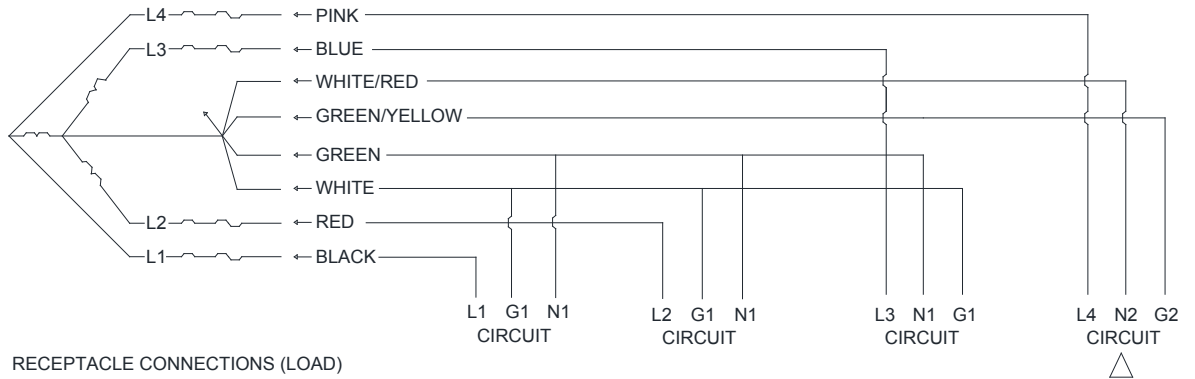 L4 PINK
L3 BLUE
WHITE/RED
GREEN/YELLOW
GREEN
WHITE
L2 RED
L1 BLACK
L1 G1 N1 L2 G1 N1 L3 N1 G1 L4 N2 G2
CIRCUIT CIRCUIT CIRCUIT CIRCUIT
RECEPTACLE CONNECTIONS (LOAD)